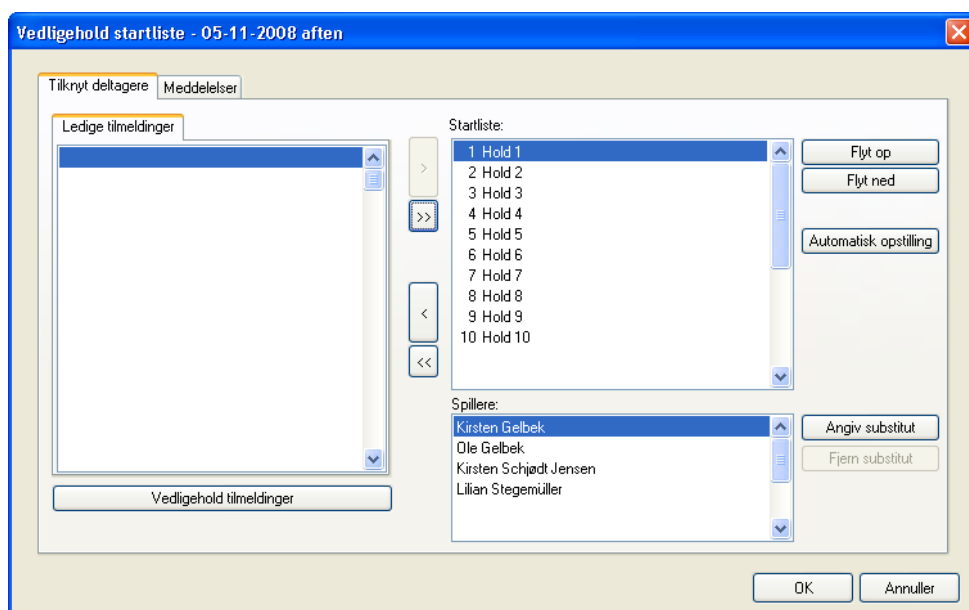 Vedligehold startliste - 05-11-2008 aften
Tilknyt deltagere
Meddelelser
Ledige tilmeldinger
>
>>
<
<<
Vedligehold tilmeldinger
Startliste:
1 Hold 1
2 Hold 2
3 Hold 3
4 Hold 4
5 Hold 5
6 Hold 6
7 Hold 7
8 Hold 8
9 Hold 9
10 Hold 10
Flyt op
Flyt ned
Automatisk opstilling
Spillere:
Kirsten Gelbek
Ole Gelbek
Kirsten Schjødt Jensen
Lilian Stegemüller
Angiv substitut
Fjern substitut
OK
Annuller